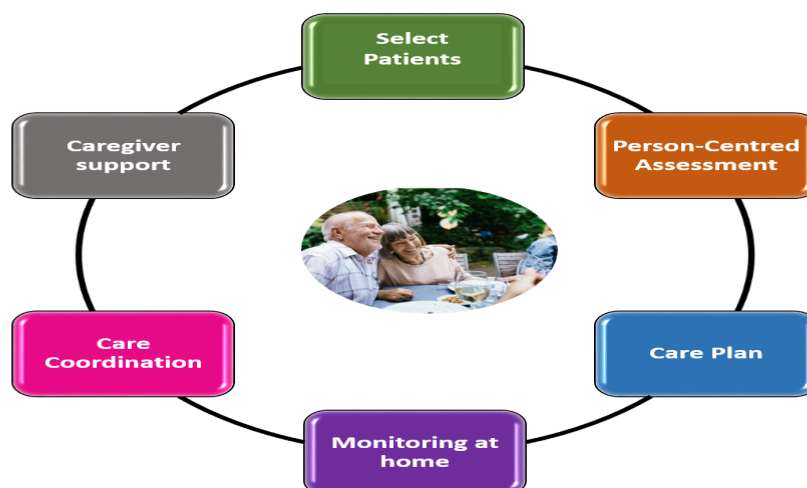 Select
Patients
Person-Centred
Assessment
Care Plan
Monitoring at
home
Care
Coordination
Caregiver
support